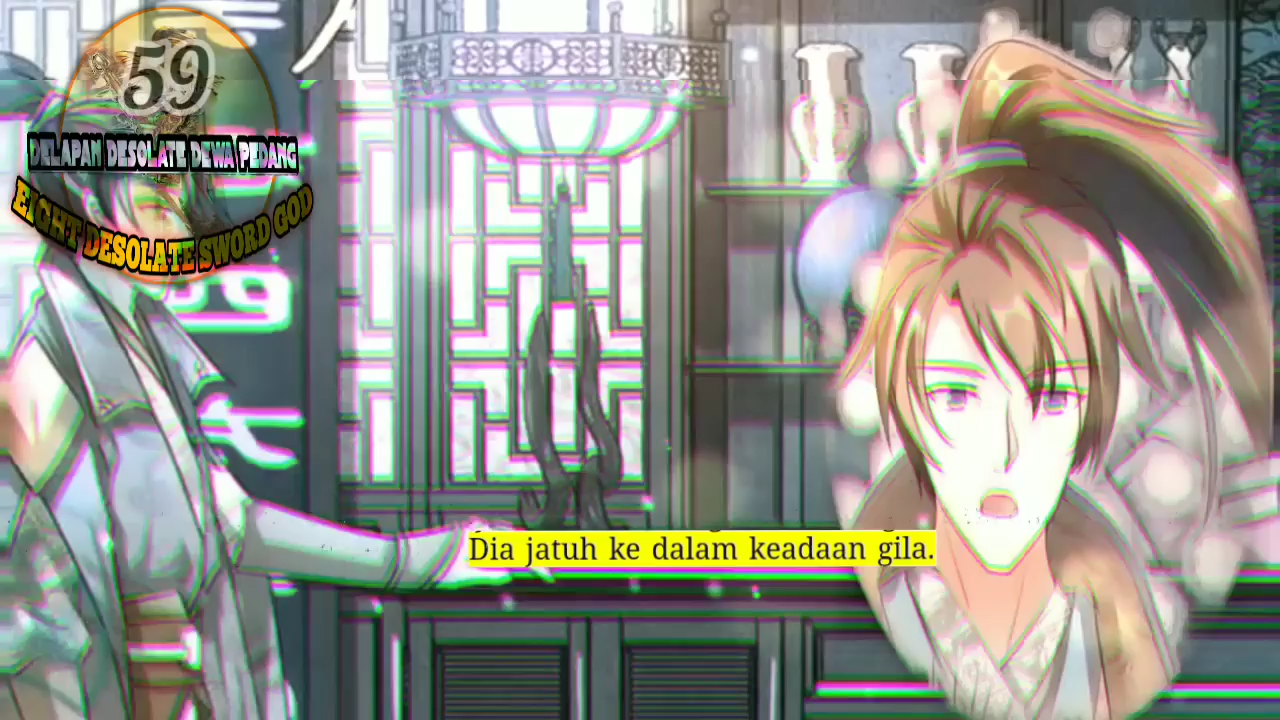 59
DELAPAN DESOLATE DEWA PEDANG
EIGHT DESOLATE SWORD GOD
Dia jatuh ke dalam keadaan gila.